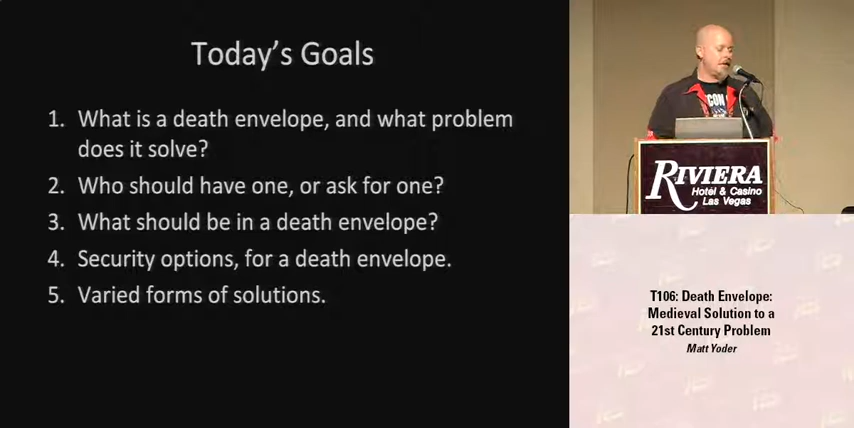 Today's Goals
1. What is a death envelope, and what problem
does it solve?
2. Who should have one, or ask for one?
3. What should be in a death envelope?
4. Security options, for a death envelope.
5. Varied forms of solutions.
CON
RIVIERA
Hotel & Casino
Las Vegas
T106: Death Envelope:
Medieval Solution to a
21st Century Problem
Matt Yoder